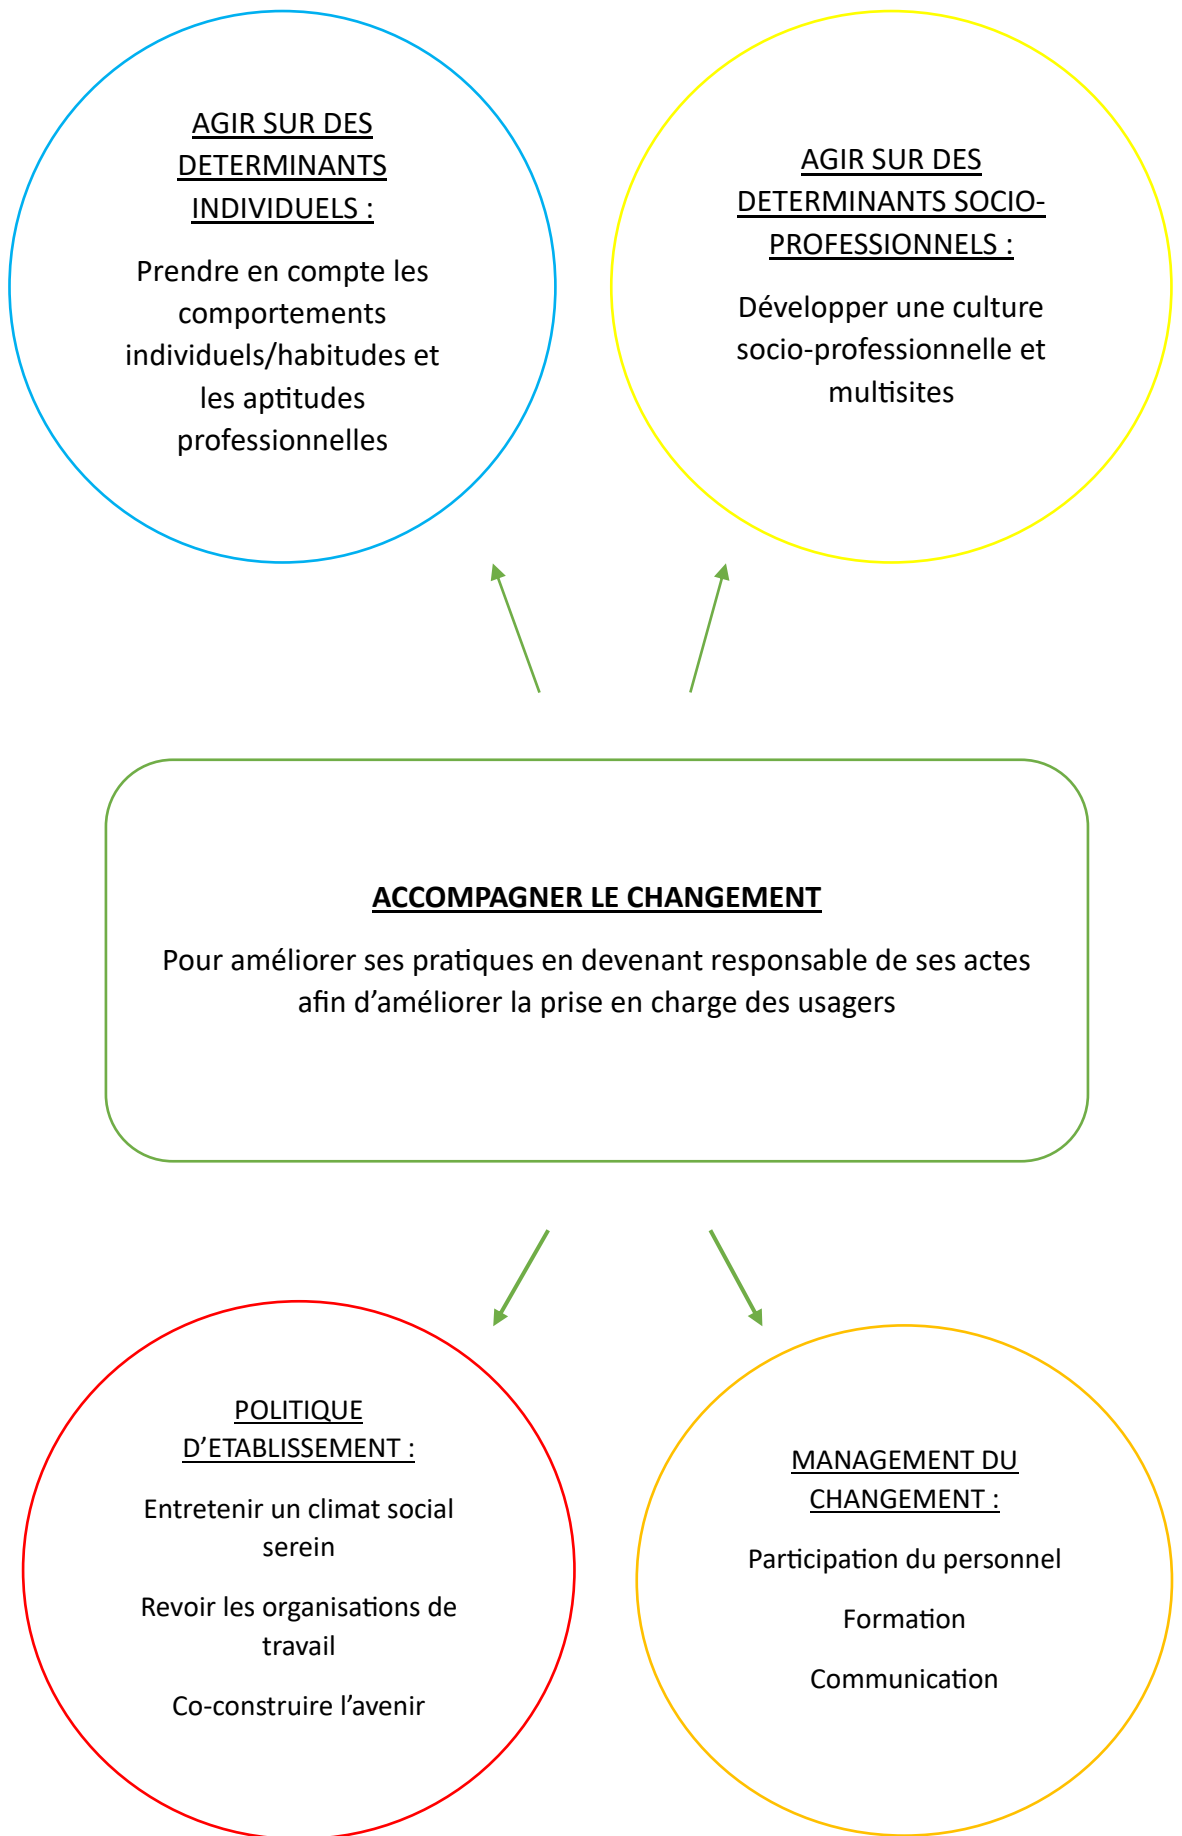 AGIR SUR DES
DETERMINANTS
INDIVIDUELS :
Prendre en compte les
comportements
individuels/habitudes et
les aptitudes
professionnelles
AGIR SUR DES
DETERMINANTS SOCIO-
PROFESSIONNELS :
Développer une culture
socio-professionnelle et
multisites
ACCOMPAGNER LE CHANGEMENT
Pour améliorer ses pratiques en devenant responsable de ses actes
afin d’améliorer la prise en charge des usagers
POLITIQUE
D’ETABLISSEMENT :
Entretenir un climat social
serein
Revoir les organisations de
travail
Co-construire l’avenir
MANAGEMENT DU
CHANGEMENT :
Participation du personnel
Formation
Communication